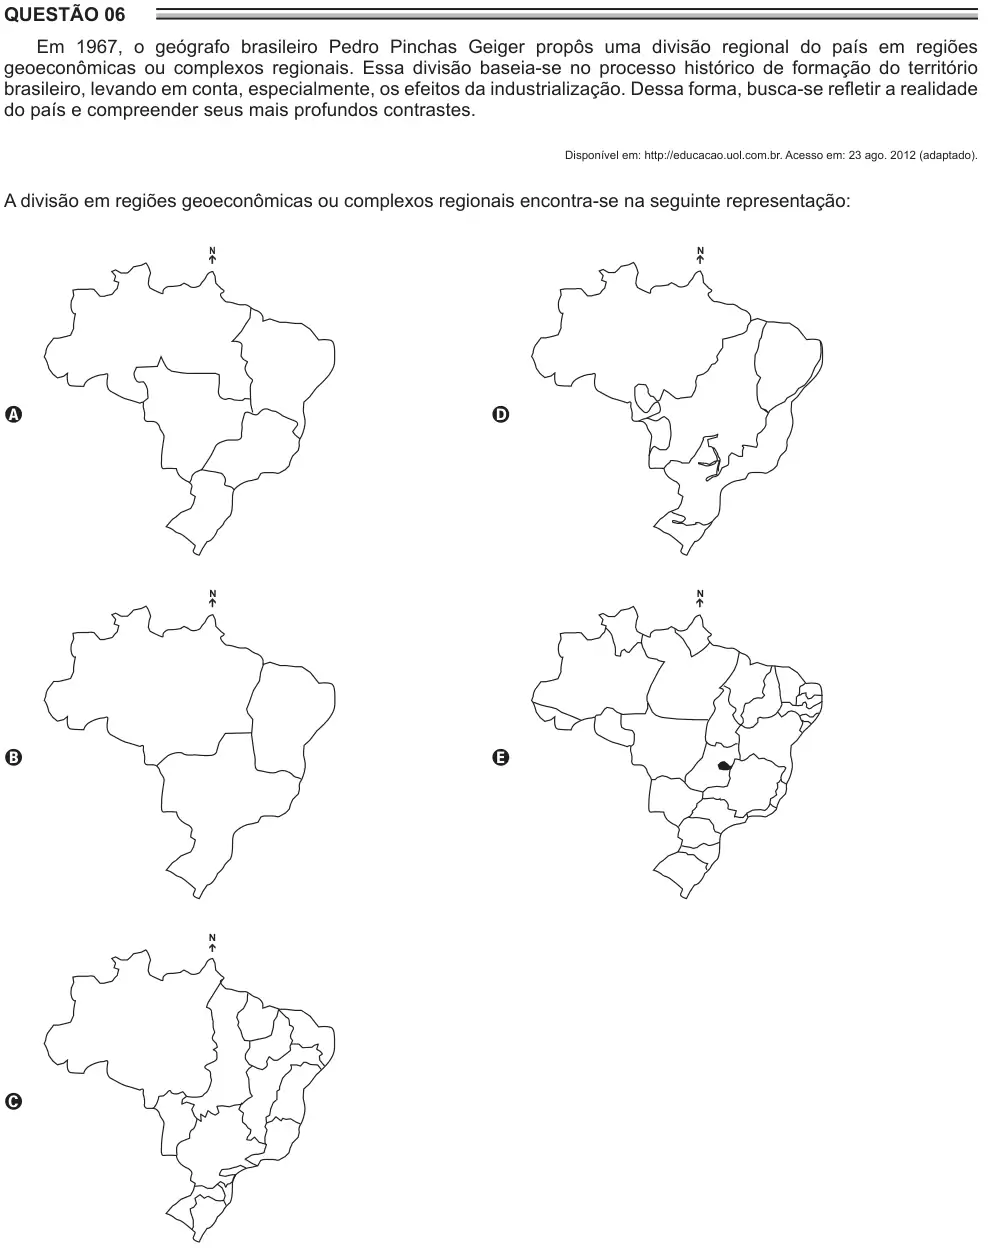 QUESTÃO 06
Em 1967, o geógrafo brasileiro Pedro Pinchas Geiger propôs uma divisão regional do país em regiões
geoeconômicas ou complexos regionais. Essa divisão baseia-se no processo histórico de formação do território
brasileiro, levando em conta, especialmente, os efeitos da industrialização. Dessa forma, busca-se refletir a realidade
do país e compreender seus mais profundos contrastes.
Disponível em: http://educacao.uol.com.br. Acesso em: 23 ago. 2012 (adaptado).
A divisão em regiões geoeconômicas ou complexos regionais encontra-se na seguinte representação:
N
A
N
B
N
C
N
D
N
E